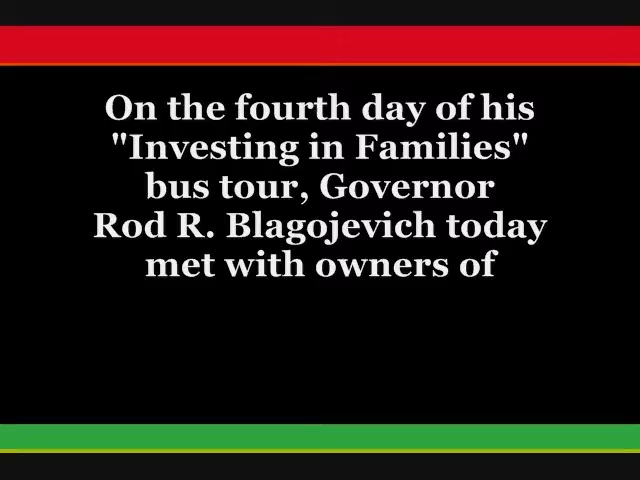 On the fourth day of his
"Investing in Families"
bus tour, Governor
Rod R. Blagojevich today
met with owners of